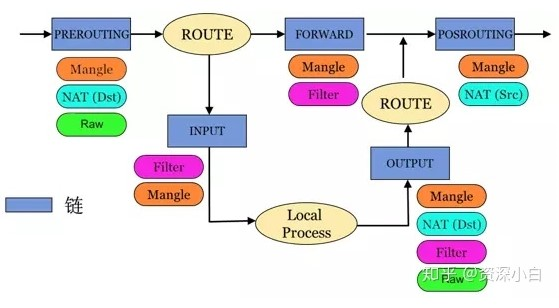 PREROUTING
ROUTE
FORWARD
POSROUTING
Mangle
NAT (Dst)
Raw
Mangle
Filter
Mangle
NAT (Src)
ROUTE
INPUT
Filter
Mangle
OUTPUT
Mangle
NAT (Dst)
Filter
Raw
Local
Process
链
知乎 @资深小白